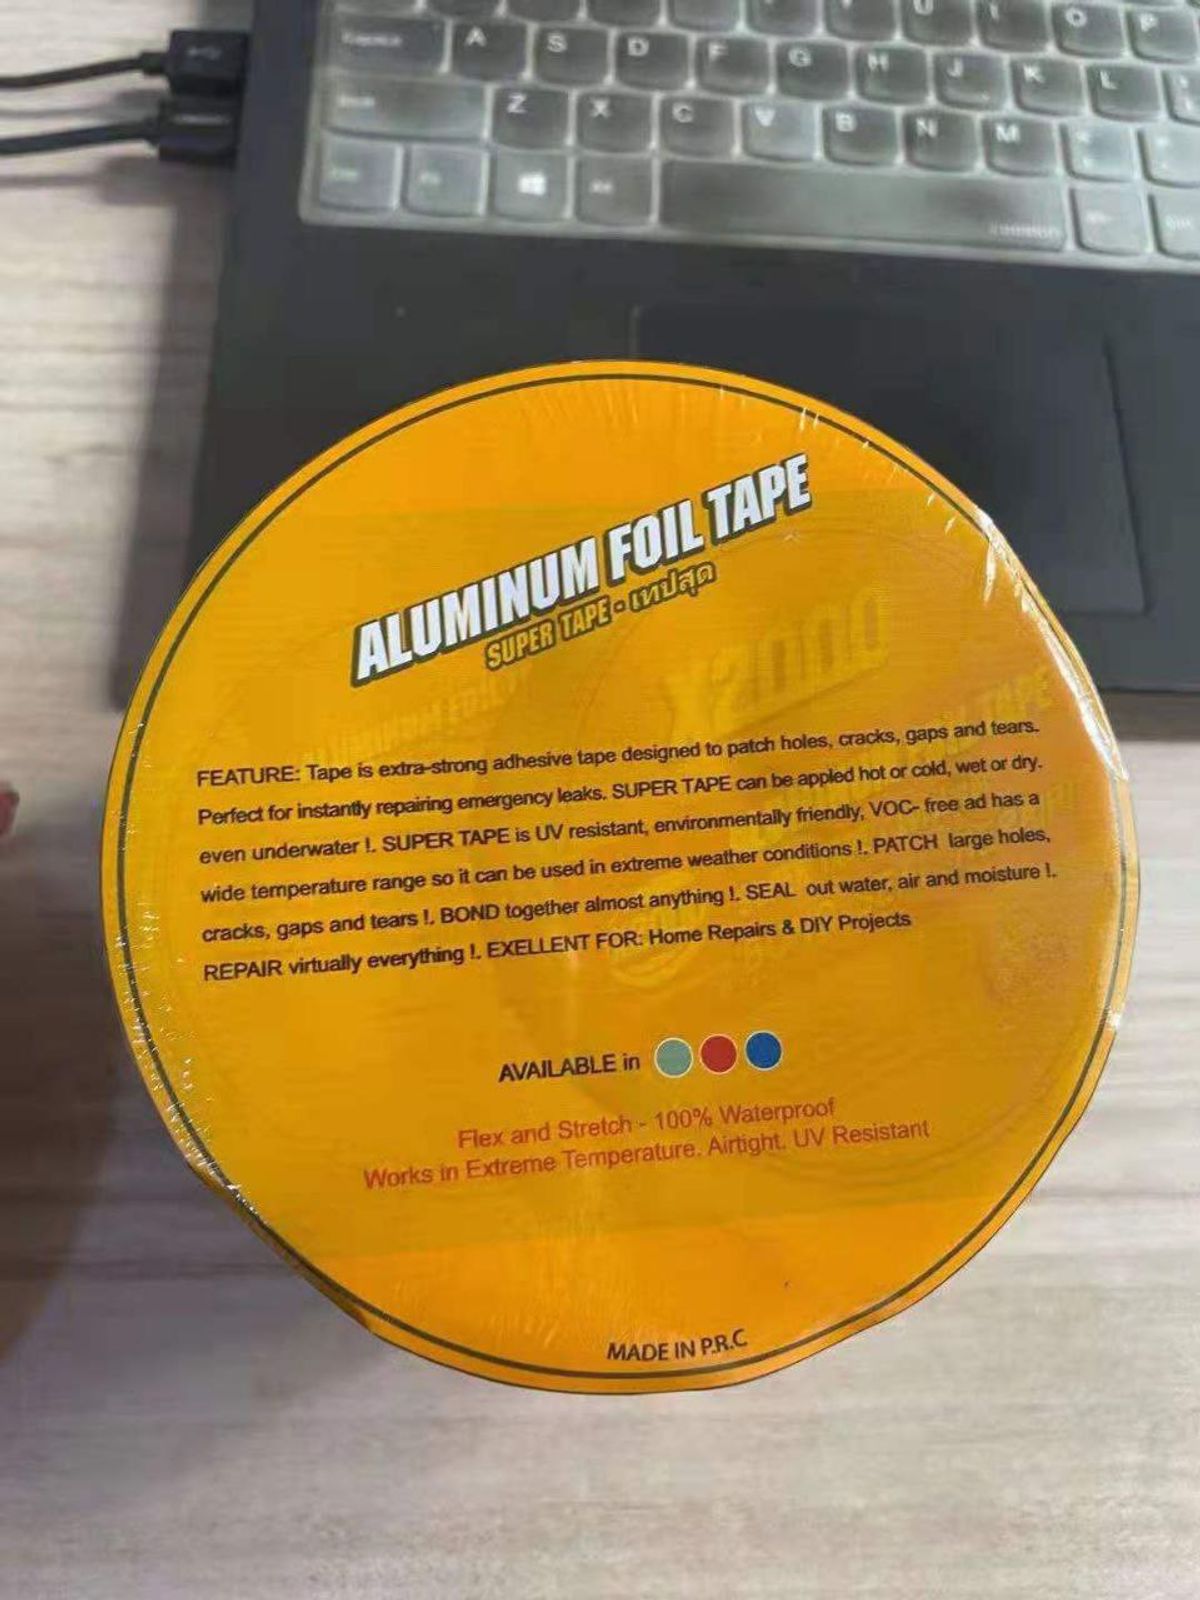 A S D F G H J K L
Z X C V B N M
U I O P
ALUMINUM FOIL TAPE
SUPER TAPE - เทปสุด
X2000
FEATURE: Tape is extra-strong adhesive tape designed to patch holes, cracks, gaps and tears.
Perfect for instantly repairing emergency leaks. SUPER TAPE can be appled hot or cold, wet or dry.
even underwater !. SUPER TAPE is UV resistant, environmentally friendly, VOC- free ad has a
wide temperature range so it can be used in extreme weather conditions !. PATCH large holes,
cracks, gaps and tears !. BOND together almost anything !. SEAL out water, air and moisture !.
REPAIR virtually everything !. EXELLENT FOR: Home Repairs & DIY Projects
AVAILABLE in
Flex and Stretch - 100% Waterproof
Works in Extreme Temperature. Airtight. UV Resistant
MADE IN P.R.C